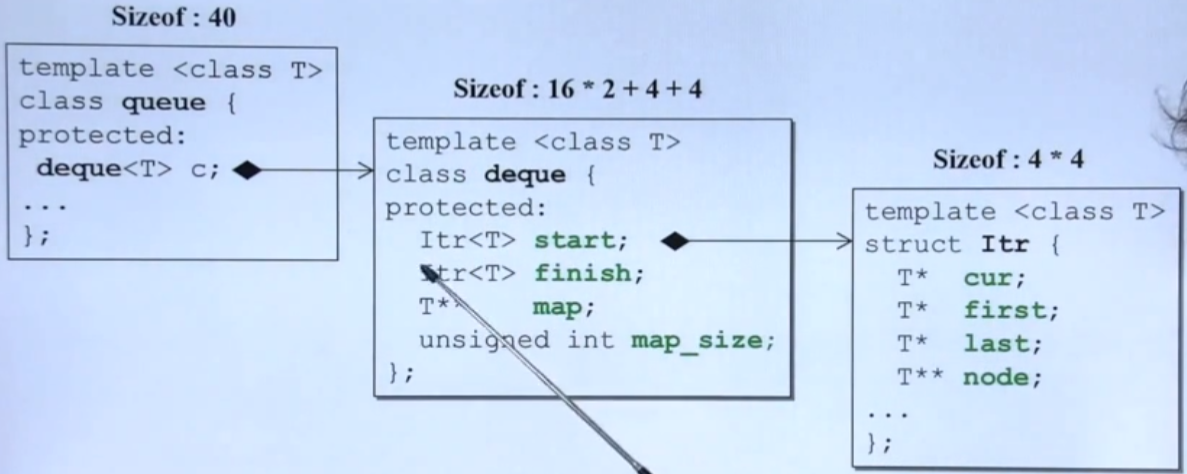 Sizeof : 40
template <class T>
class queue {
protected:
deque<T> c;
...
};
Sizeof : 16 * 2 + 4 + 4
template <class T>
class deque {
protected:
Itr<T> start;
Itr<T> finish;
T** map;
unsigned int map_size;
};
Sizeof : 4 * 4
template <class T>
struct Itr {
T* cur;
T* first;
T* last;
T** node;
...
};